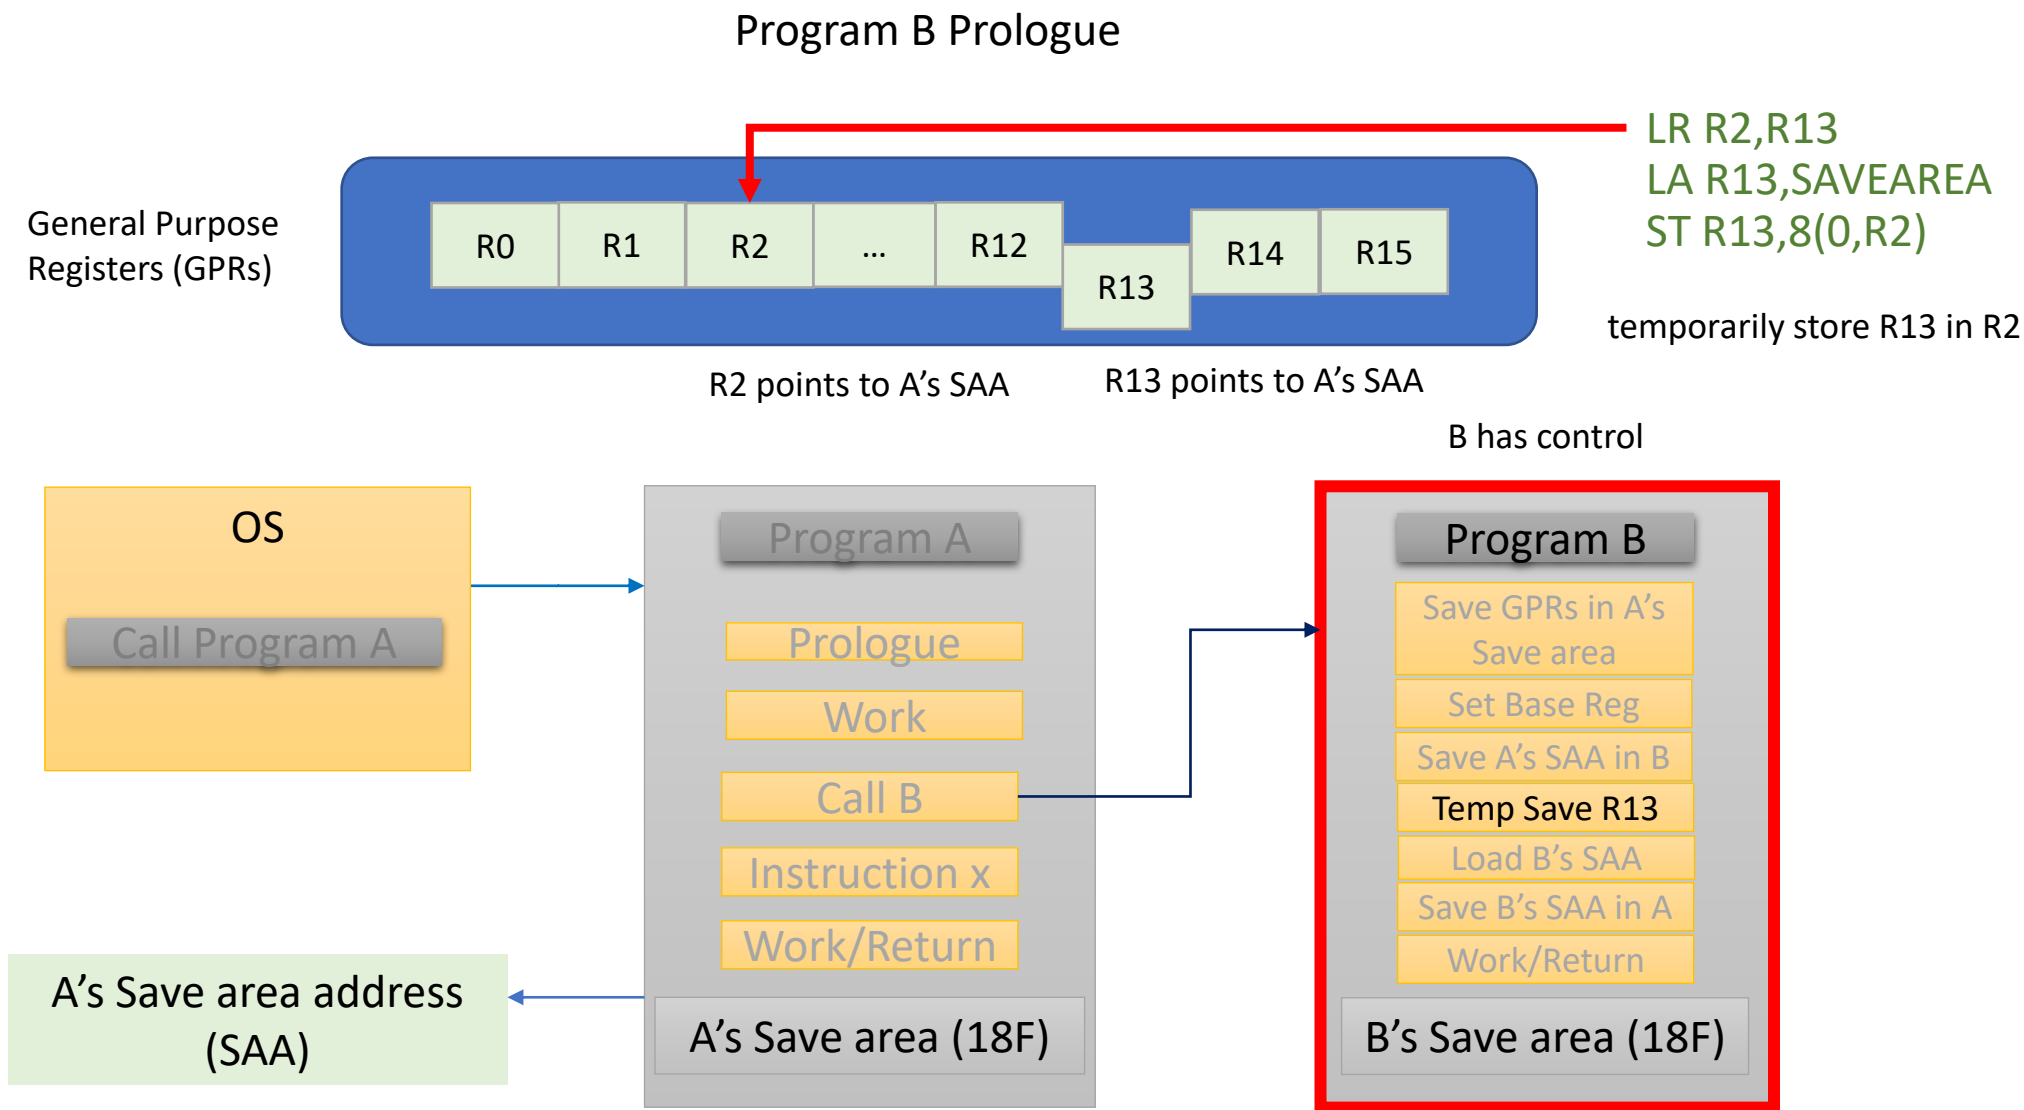 Program B Prologue
LR R2,R13
LA R13,SAVEAREA
ST R13,8(0,R2)
General Purpose
Registers (GPRs)
R0
R1
R2
...
R12
R13
R14
R15
temporarily store R13 in R2
R2 points to A’s SAA
R13 points to A’s SAA
B has control
OS
Call Program A
Program A
Prologue
Work
Call B
Instruction x
Work/Return
A’s Save area (18F)
A’s Save area address
(SAA)
Program B
Save GPRs in A’s
Save area
Set Base Reg
Save A’s SAA in B
Temp Save R13
Load B’s SAA
Save B’s SAA in A
Work/Return
B’s Save area (18F)